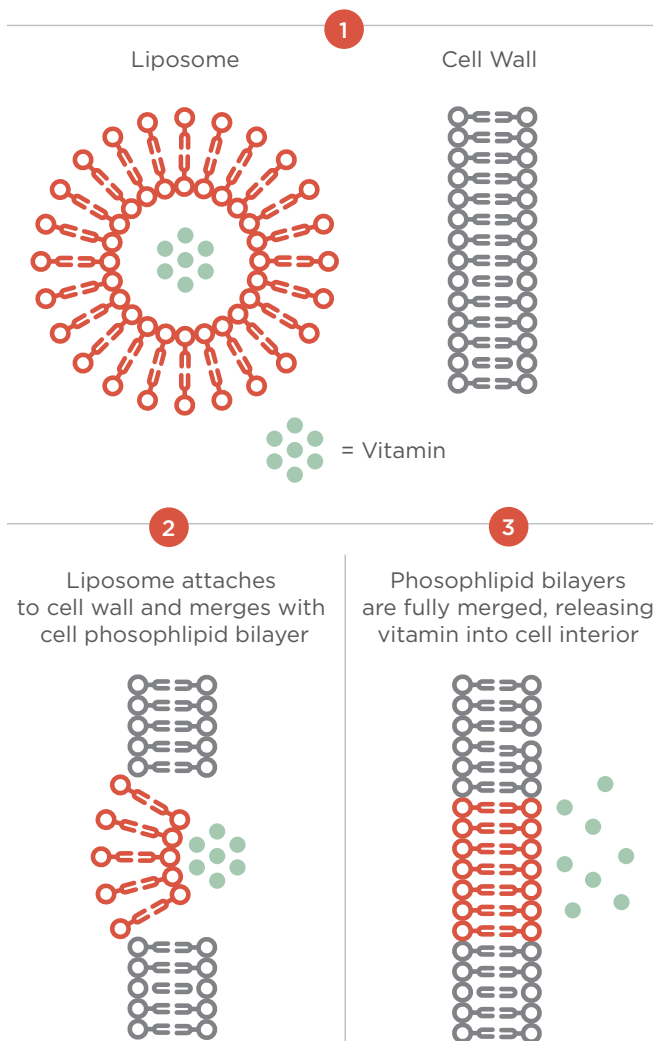 1
Liposome
Cell Wall
= Vitamin
2
Liposome attaches
to cell wall and merges with
cell phosophlipid bilayer
3
Phosophlipid bilayers
are fully merged, releasing
vitamin into cell interior